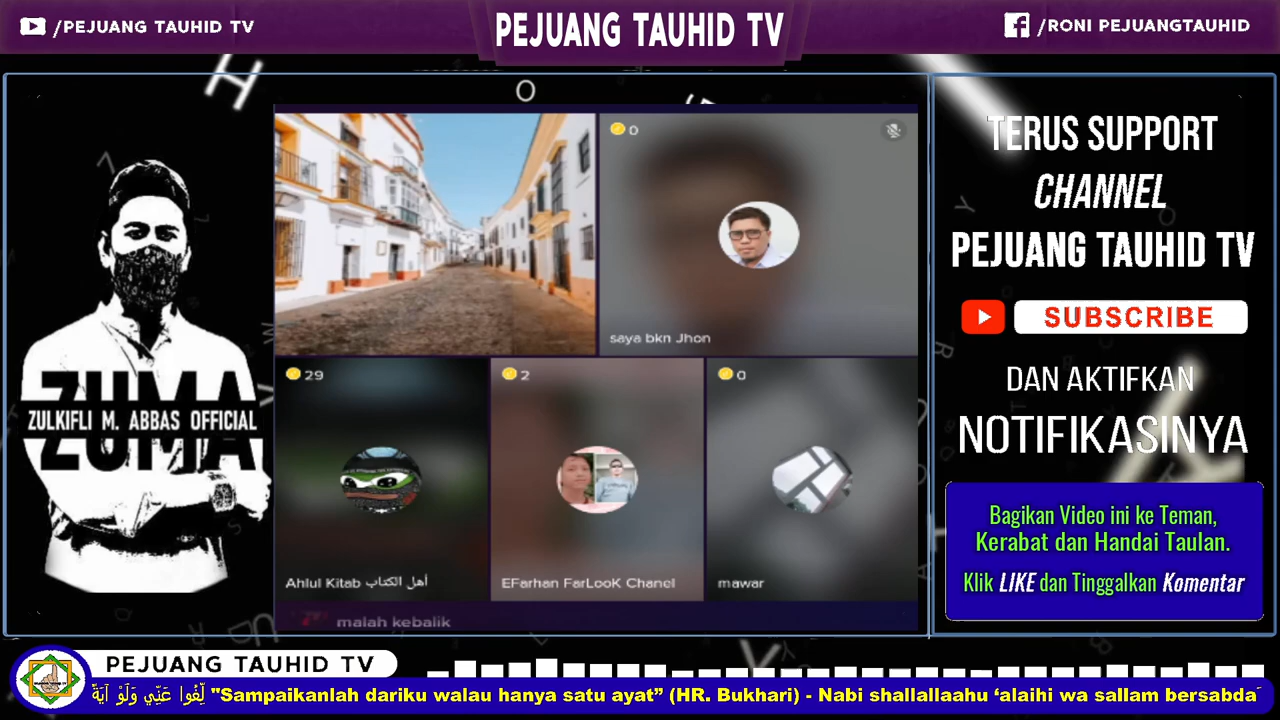 /PEJUANG TAUHID TV
PEJUANG TAUHID TV
/RONI PEJUANGTAUHID
ZUMA
ZULKIFLI M. ABBAS OFFICIAL
0
saya bkn Jhon
29
Ahlul Kitab أهل الكتاب
2
EFarhan FarLooK Chanel
0
mawar
malah kebalik
TERUS SUPPORT
CHANNEL
PEJUANG TAUHID TV
SUBSCRIBE
DAN AKTIFKAN
NOTIFIKASINYA
Bagikan Video ini ke Teman,
Kerabat dan Handai Taulan.
Klik LIKE dan Tinggalkan Komentar
PEJUANG TAUHID TV
لِّغُوا عَنِّي وَلَوْ آيَةً "Sampaikanlah dariku walau hanya satu ayat” (HR. Bukhari) - Nabi shallallaahu ‘alaihi wa sallam bersabda